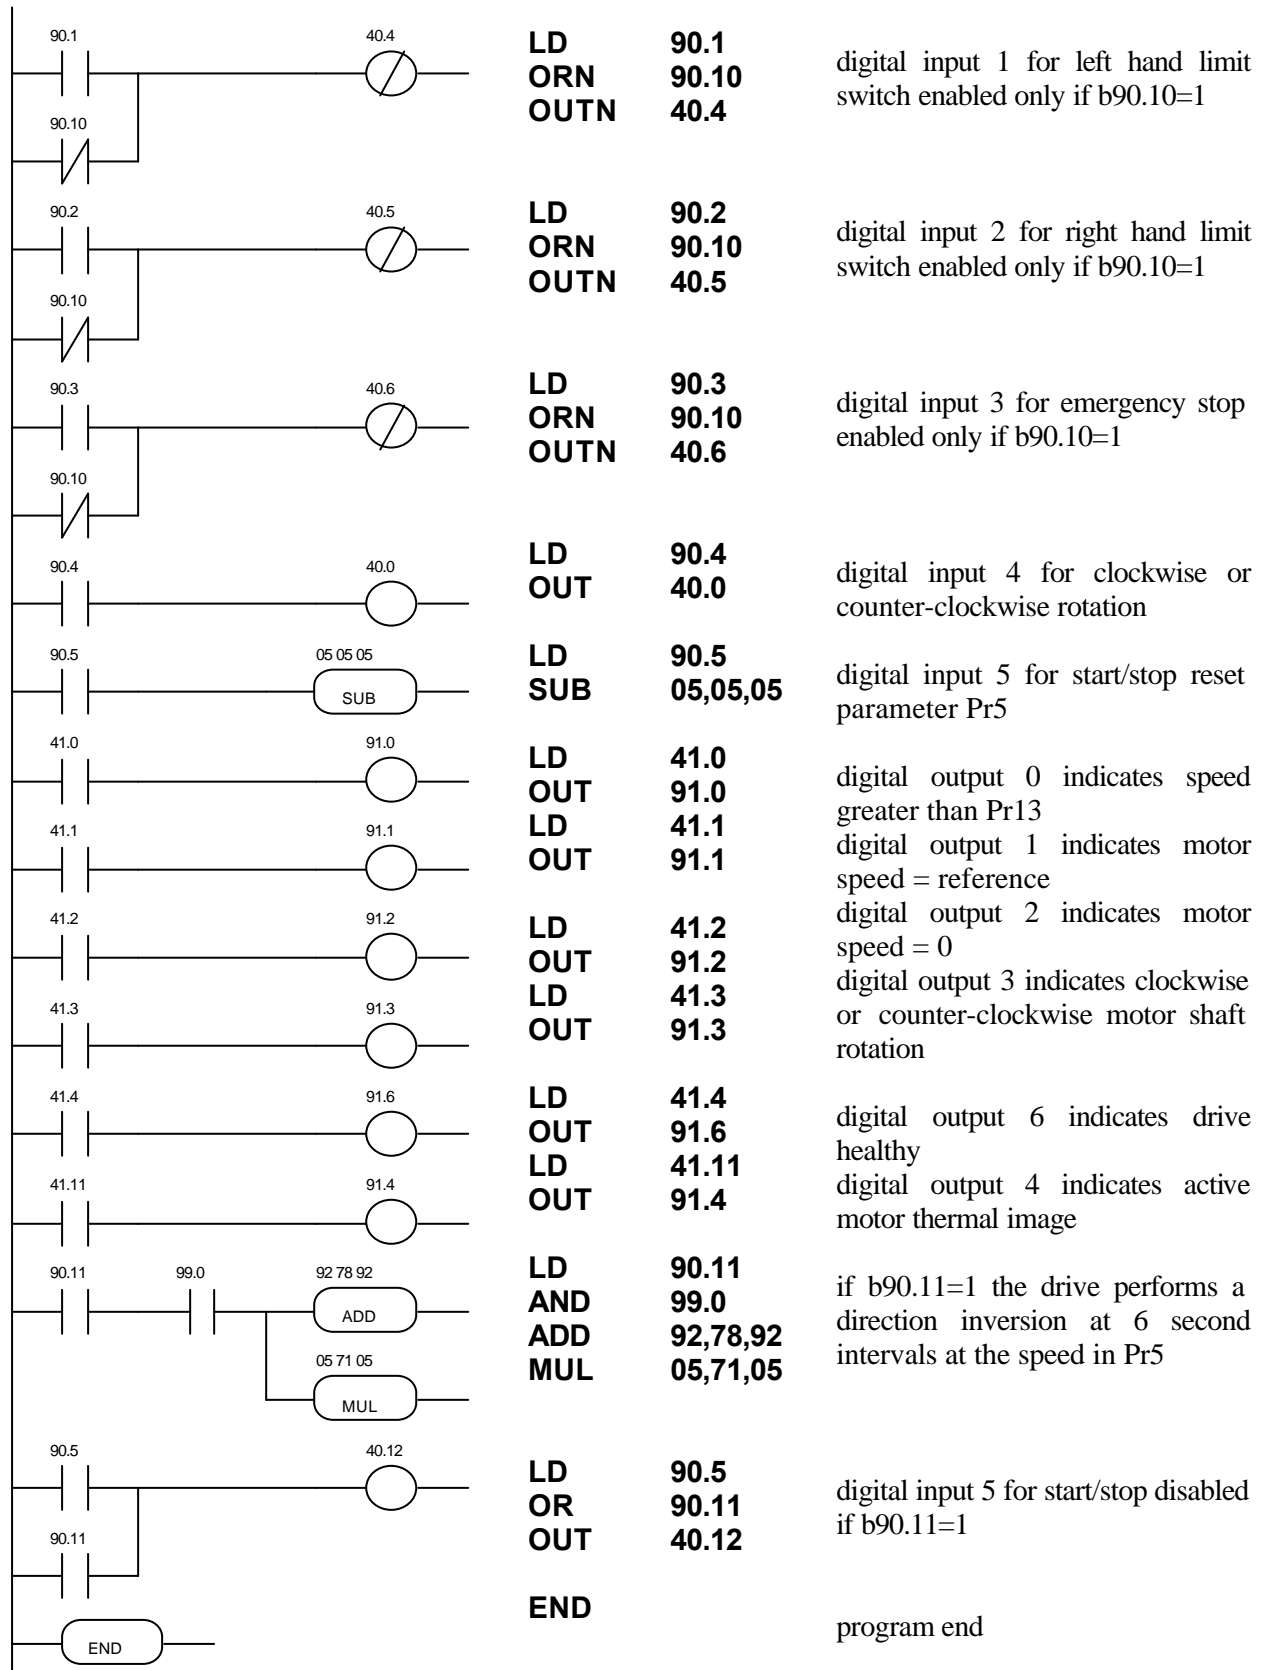 90.1 40.4
LD 90.1
ORN 90.10
OUTN 40.4
digital input 1 for left hand limit
switch enabled only if b90.10=1
90.10
90.2 40.5
LD 90.2
ORN 90.10
OUTN 40.5
digital input 2 for right hand limit
switch enabled only if b90.10=1
90.10
90.3 40.6
LD 90.3
ORN 90.10
OUTN 40.6
digital input 3 for emergency stop
enabled only if b90.10=1
90.10
90.4 40.0
LD 90.4
OUT 40.0
digital input 4 for clockwise or
counter-clockwise rotation
90.5 05 05 05
SUB
LD 90.5
SUB 05,05,05
digital input 5 for start/stop reset
parameter Pr5
41.0 91.0
LD 41.0
OUT 91.0
digital output 0 indicates speed
greater than Pr13
41.1 91.1
LD 41.1
OUT 91.1
digital output 1 indicates motor
speed = reference
41.2 91.2
LD 41.2
OUT 91.2
digital output 2 indicates motor
speed = 0
41.3 91.3
LD 41.3
OUT 91.3
digital output 3 indicates clockwise
or counter-clockwise motor shaft
rotation
41.4 91.6
LD 41.4
OUT 91.6
digital output 6 indicates drive
healthy
41.11 91.4
LD 41.11
OUT 91.4
digital output 4 indicates active
motor thermal image
90.11 99.0 92 78 92
ADD
05 71 05
MUL
LD 90.11
AND 99.0
ADD 92,78,92
MUL 05,71,05
if b90.11=1 the drive performs a
direction inversion at 6 second
intervals at the speed in Pr5
90.5 40.12
90.11
LD 90.5
OR 90.11
OUT 40.12
digital input 5 for start/stop disabled
if b90.11=1
END
END
program end